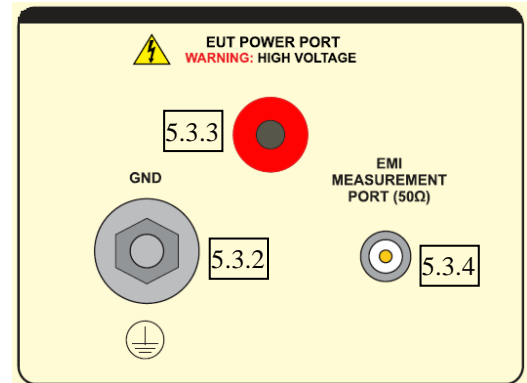 EUT POWER PORT
WARNING: HIGH VOLTAGE
5.3.3
GND
EMI
MEASUREMENT
PORT (50Ω)
5.3.2
5.3.4